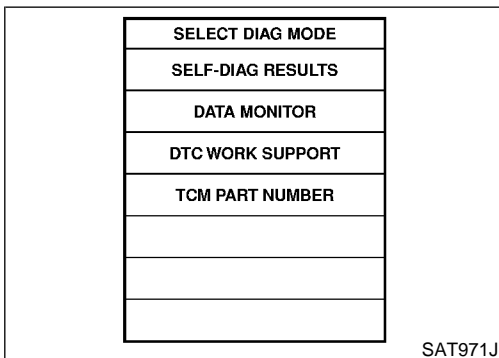 SELECT DIAG MODE
SELF-DIAG RESULTS
DATA MONITOR
DTC WORK SUPPORT
TCM PART NUMBER
SAT971J